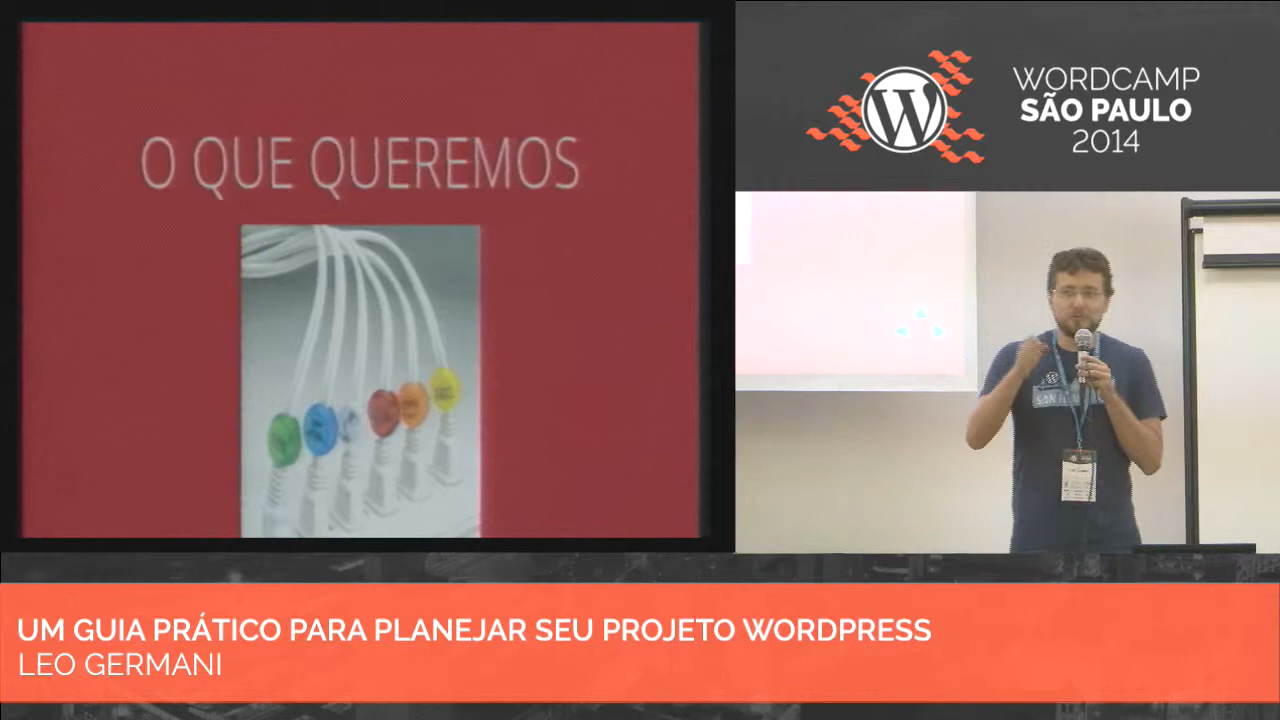 O QUE QUEREMOS
WORDCAMP
SÃO PAULO
2014
UM GUIA PRÁTICO PARA PLANEJAR SEU PROJETO WORDPRESS
LEO GERMANI